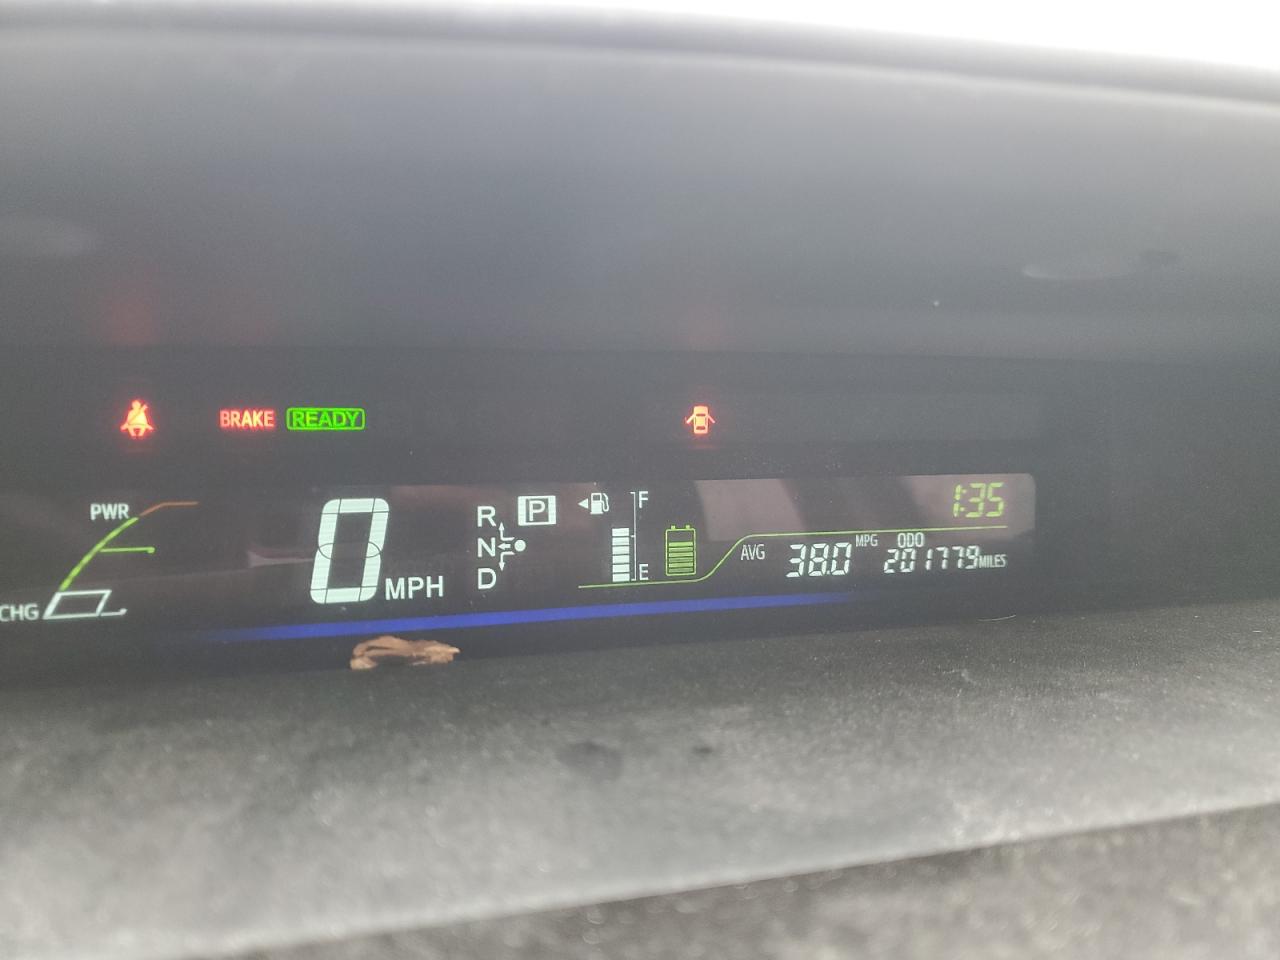 BRAKE READY
PWR
CHG
0 MPH
R
N
D
P
F
E
1:35
AVG 38.0 MPG
ODO 201779 MILES